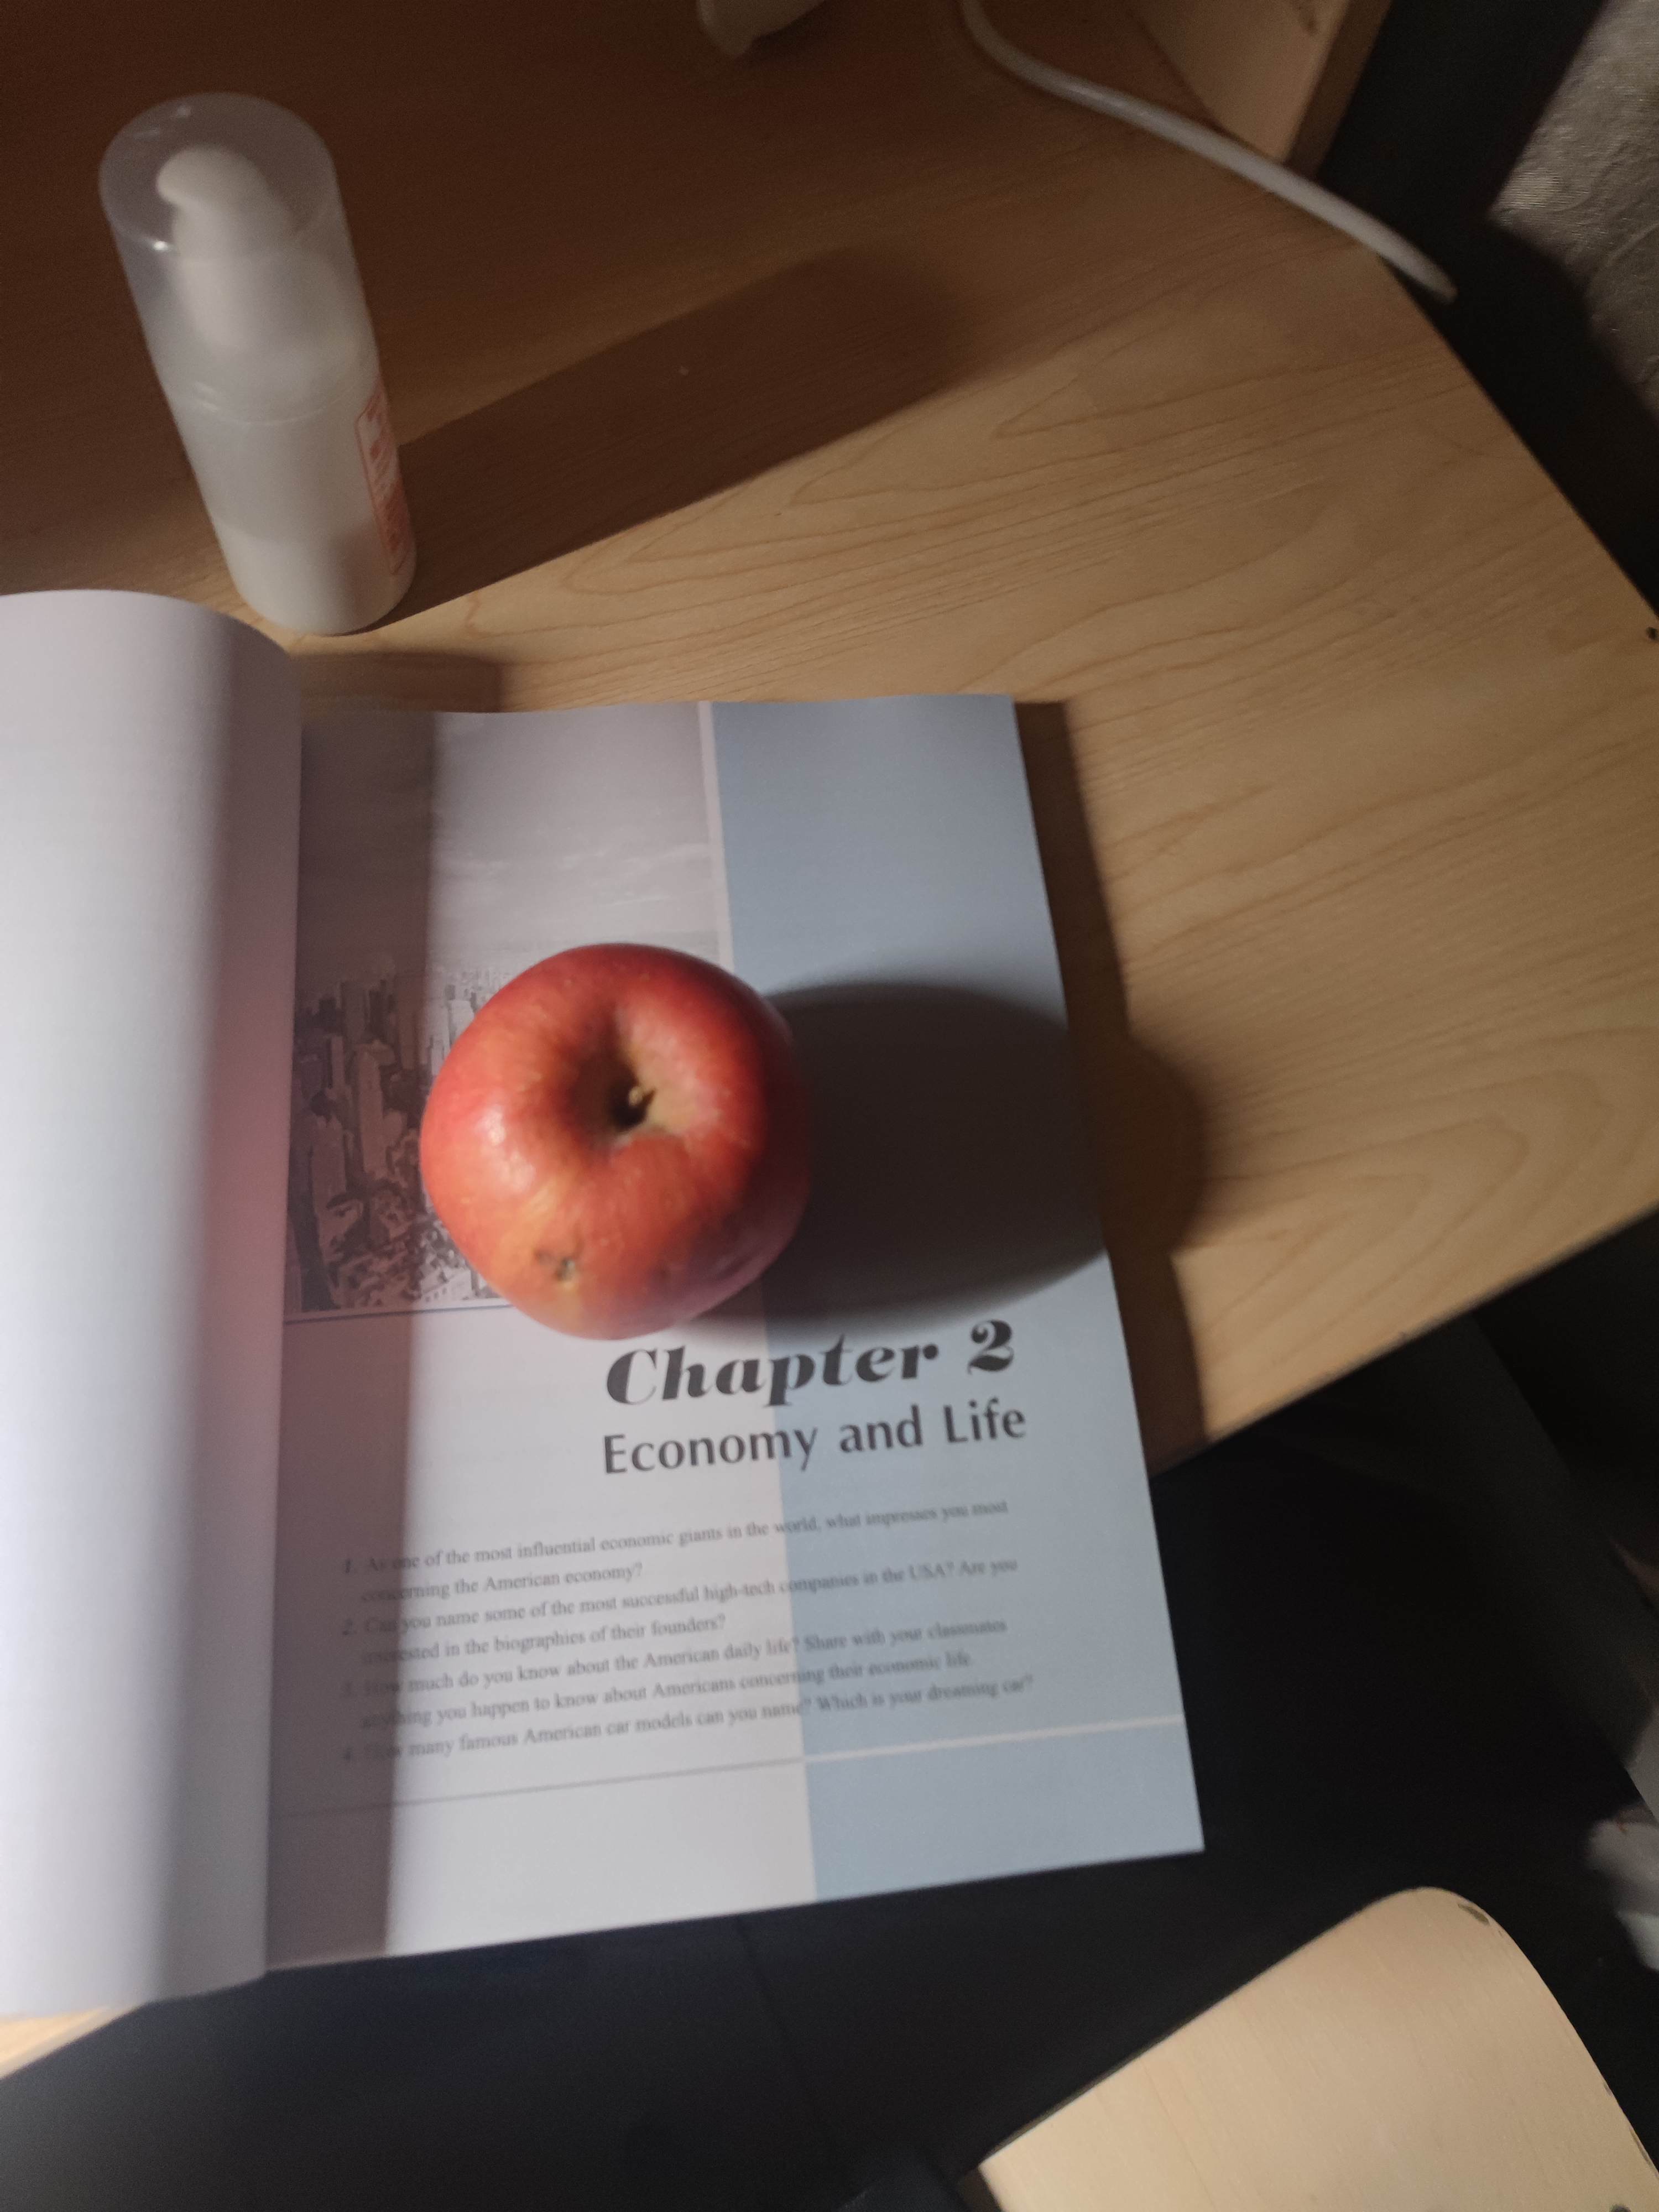 Chapter 2
Economy and Life
1. As one of the most influential economic giants in the world, what impresses you most
concerning the American economy?
2. Can you name some of the most successful high-tech companies in the USA? Are you
interested in the biographies of their founders?
3. How much do you know about the American daily life? Share with your classmates
anything you happen to know about Americans concerning their economic life.
4. How many famous American car models can you name? Which is your dreaming car?